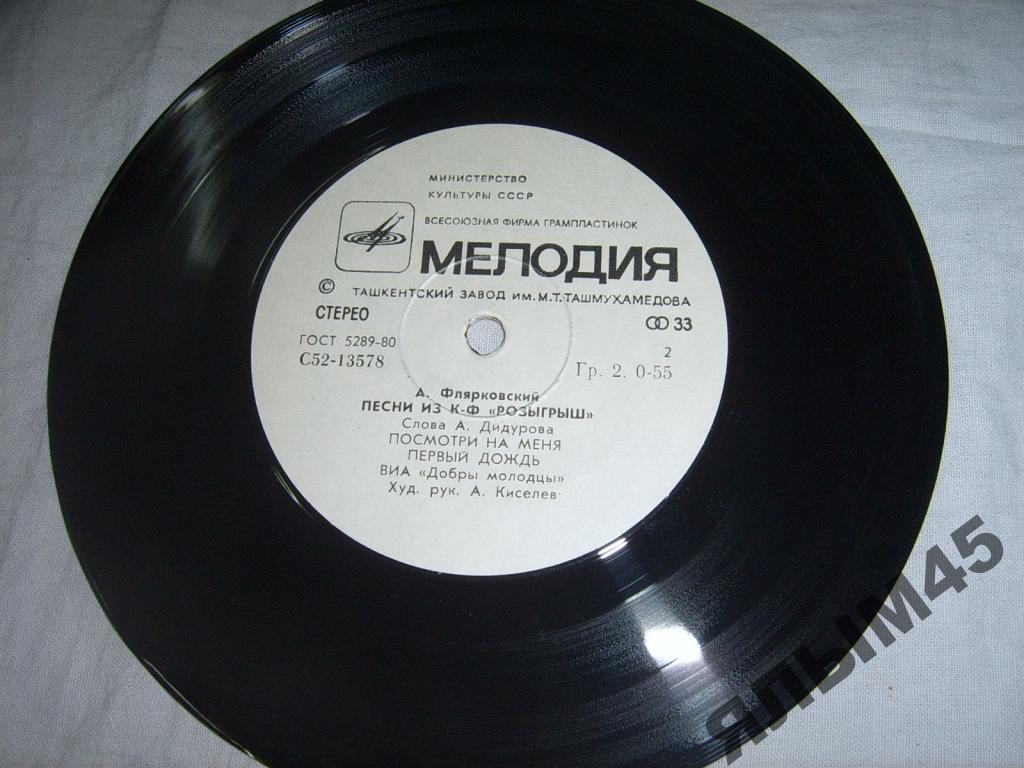 МИНИСТЕРСТВО
КУЛЬТУРЫ СССР
ВСЕСОЮЗНАЯ ФИРМА ГРАМПЛАСТИНОК
МЕЛОДИЯ
© ТАШКЕНТСКИЙ ЗАВОД ИМ. М.Т. ТАШМУХАМЕДОВА
СТЕРЕО
33
ГОСТ 5289-80
2
С52-13578
Гр. 2. 0-55
А. Флярковский
ПЕСНИ ИЗ К-Ф «РОЗЫГРЫШ»
Слова А. Дидурова
ПОСМОТРИ НА МЕНЯ
ПЕРВЫЙ ДОЖДЬ
ВИА «Добры молодцы»
Худ. рук. А. Киселев
ЯЛЫМ45